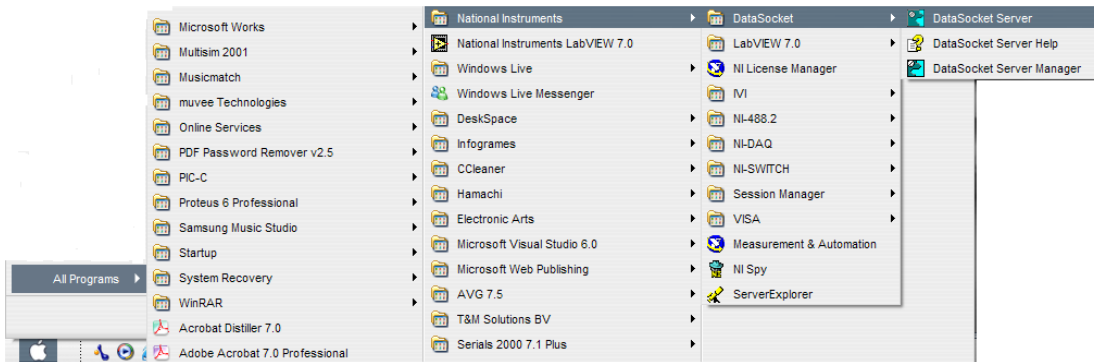 All Programs
Microsoft Works
Multisim 2001
Musicmatch
muvee Technologies
Online Services
PDF Password Remover v2.5
PIC-C
Proteus 6 Professional
Samsung Music Studio
Startup
System Recovery
WinRAR
Acrobat Distiller 7.0
Adobe Acrobat 7.0 Professional
National Instruments
National Instruments LabVIEW 7.0
Windows Live
Windows Live Messenger
DeskSpace
Infogrames
CCleaner
Hamachi
Electronic Arts
Microsoft Visual Studio 6.0
Microsoft Web Publishing
AVG 7.5
T&M Solutions BV
Serials 2000 7.1 Plus
DataSocket
LabVIEW 7.0
NI License Manager
IVI
NI-488.2
NI-DAQ
NI-SWITCH
Session Manager
VISA
Measurement & Automation
NI Spy
ServerExplorer
DataSocket Server
DataSocket Server Help
DataSocket Server Manager